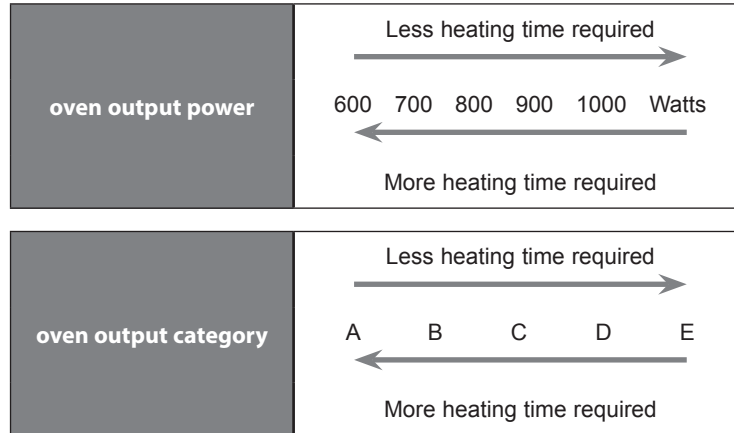 Less heating time required
oven output power
600 700 800 900 1000 Watts
More heating time required
Less heating time required
oven output category
A B C D E
More heating time required